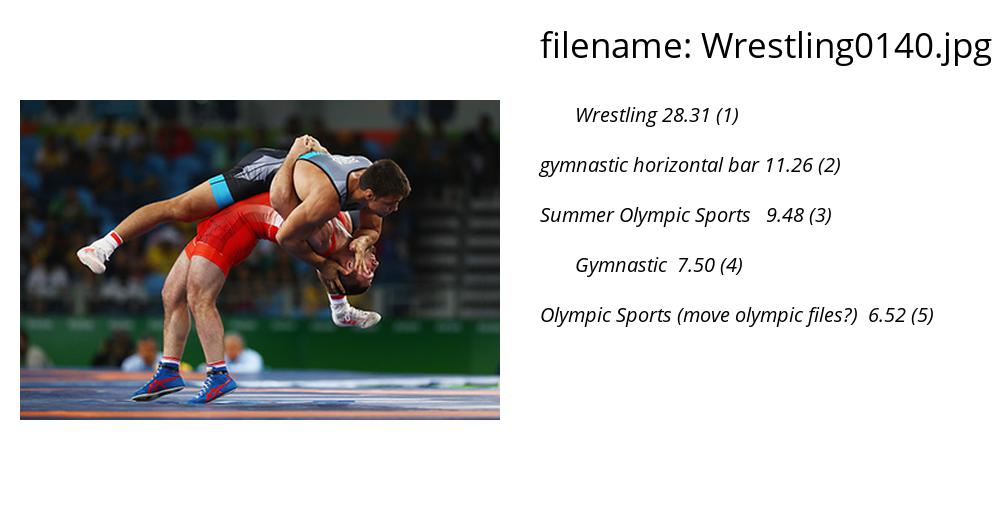 filename: Wrestling0140.jpg
Wrestling 28.31 (1)
gymnastic horizontal bar 11.26 (2)
Summer Olympic Sports 9.48 (3)
Gymnastic 7.50 (4)
Olympic Sports (move olympic files?) 6.52 (5)